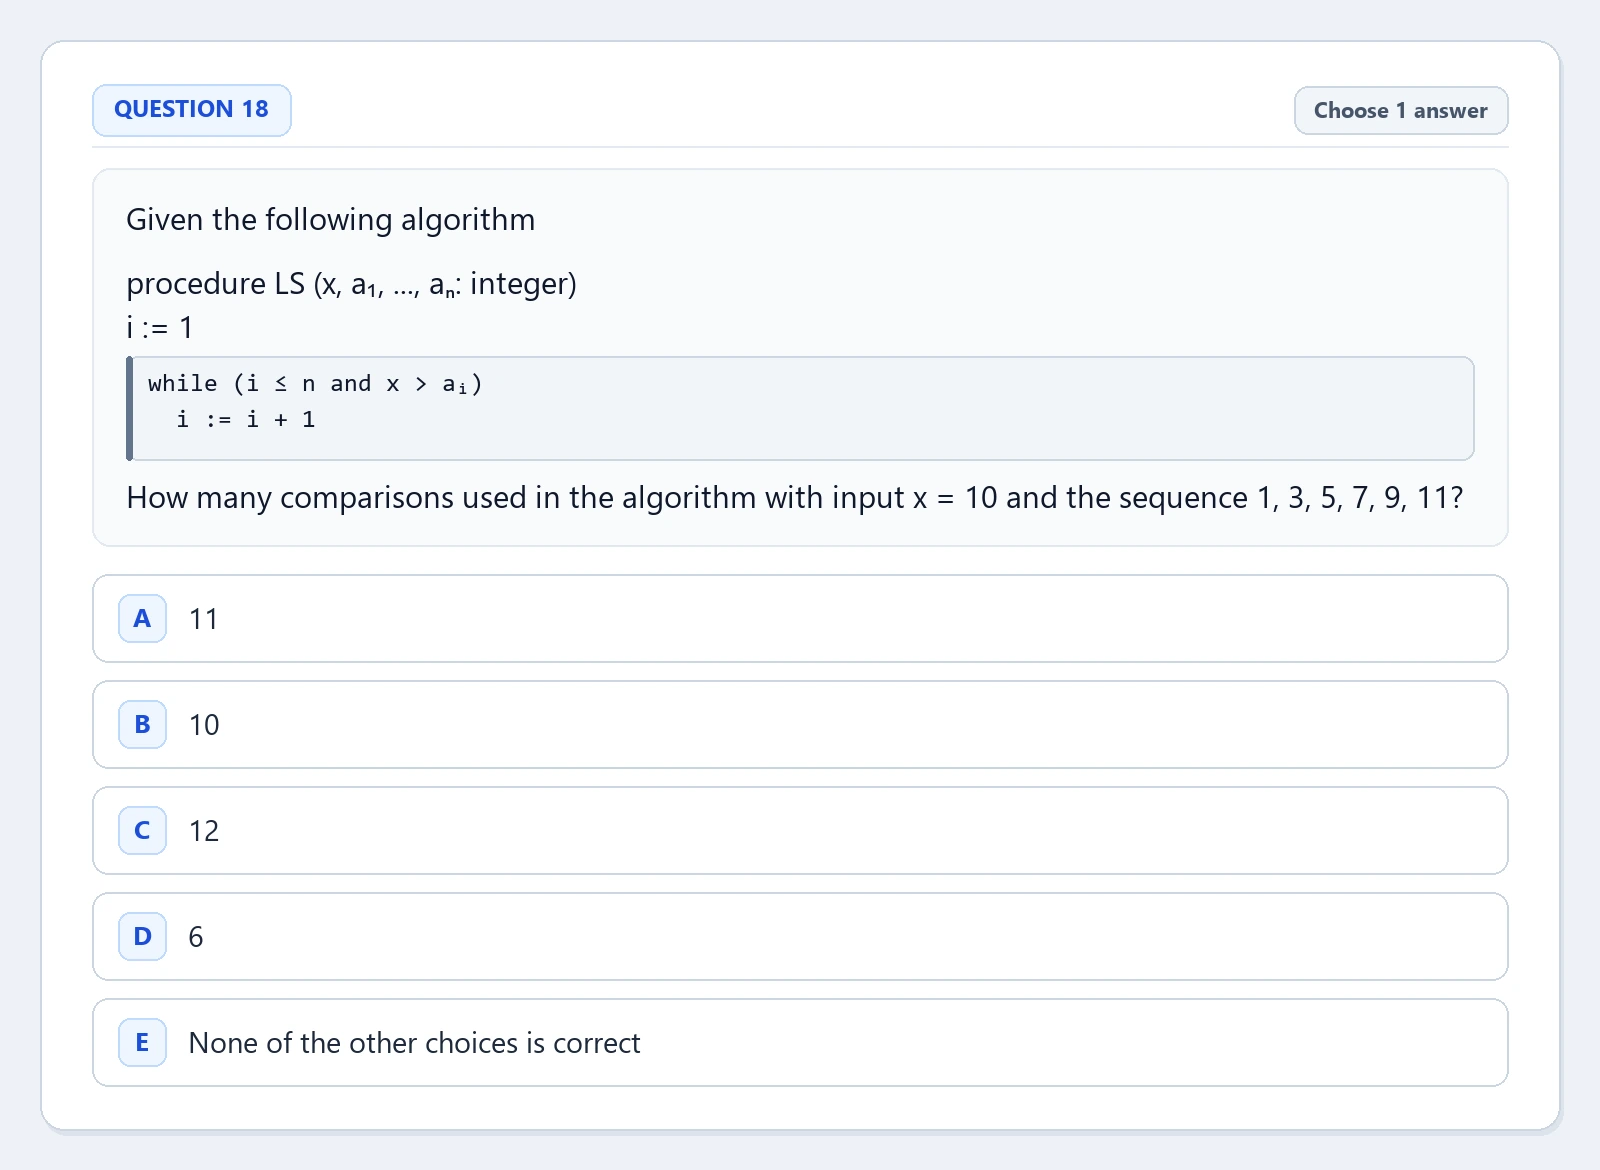 QUESTION 18
Choose 1 answer
Given the following algorithm
procedure LS (x, a₁, ..., aₙ: integer)
i := 1
while (i ≤ n and x > aᵢ)
  i := i + 1
How many comparisons used in the algorithm with input x = 10 and the sequence 1, 3, 5, 7, 9, 11?
A 11
B 10
C 12
D 6
E None of the other choices is correct